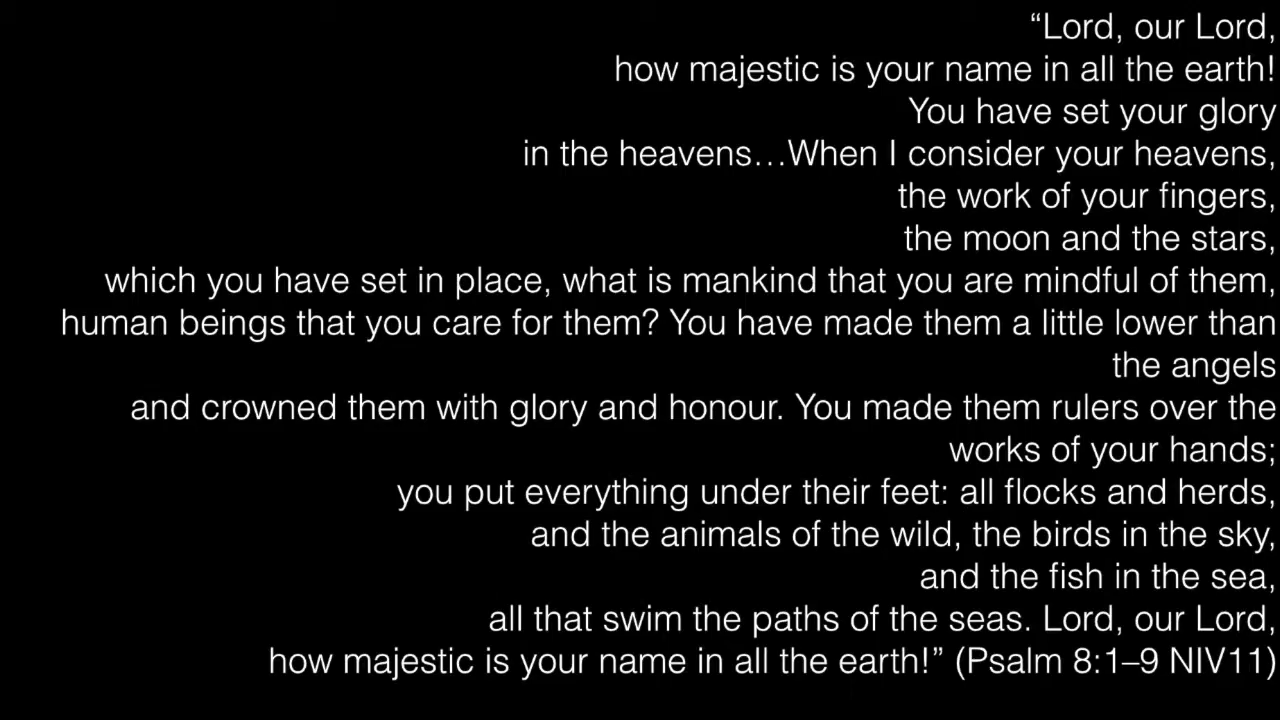 “Lord, our Lord,
how majestic is your name in all the earth!
You have set your glory
in the heavens…When I consider your heavens,
the work of your fingers,
the moon and the stars,
which you have set in place, what is mankind that you are mindful of them,
human beings that you care for them? You have made them a little lower than
the angels
and crowned them with glory and honour. You made them rulers over the
works of your hands;
you put everything under their feet: all flocks and herds,
and the animals of the wild, the birds in the sky,
and the fish in the sea,
all that swim the paths of the seas. Lord, our Lord,
how majestic is your name in all the earth!” (Psalm 8:1–9 NIV11)